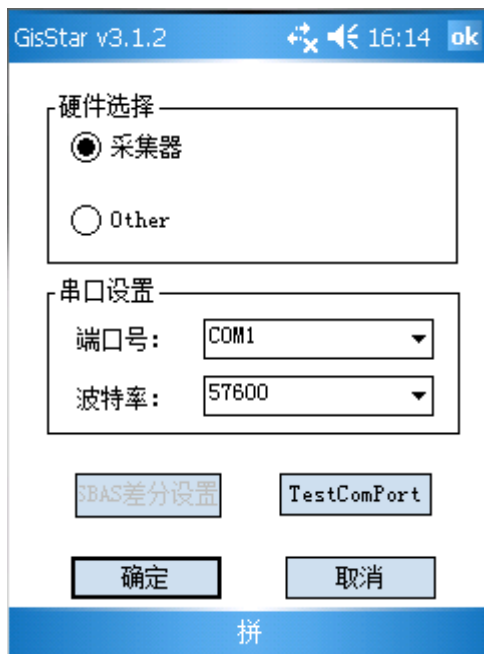 GisStar v3.1.2 16:14 ok
硬件选择
采集器
Other
串口设置
端口号: COM1
波特率: 57600
SBAS差分设置 TestComPort
确定 取消
拼